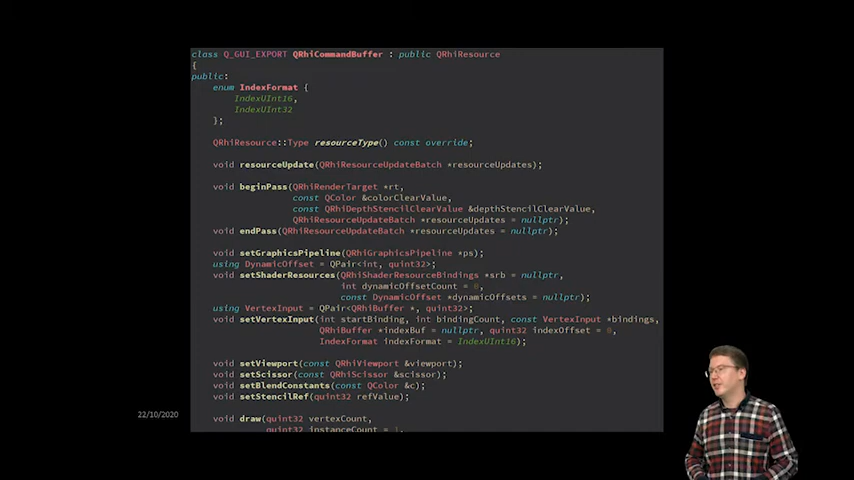 class Q_GUI_EXPORT QRhiCommandBuffer : public QRhiResource
{
public:
enum IndexFormat {
IndexUInt16,
IndexUInt32
};
QRhiResource::Type resourceType() const override;
void resourceUpdate(QRhiResourceUpdateBatch *resourceUpdates);
void beginPass(QRhiRenderTarget *rt,
const QColor &colorClearValue,
const QRhiDepthStencilClearValue &depthStencilClearValue,
QRhiResourceUpdateBatch *resourceUpdates = nullptr);
void endPass(QRhiResourceUpdateBatch *resourceUpdates = nullptr);
void setGraphicsPipeline(QRhiGraphicsPipeline *ps);
using DynamicOffset = QPair<int, quint32>;
void setShaderResources(QRhiShaderResourceBindings *srb = nullptr,
int dynamicOffsetCount = 0,
const DynamicOffset *dynamicOffsets = nullptr);
using VertexInput = QPair<QRhiBuffer *, quint32>;
void setVertexInput(int startBinding, int bindingCount, const VertexInput *bindings,
QRhiBuffer *indexBuf = nullptr, quint32 indexOffset = 0,
IndexFormat indexFormat = IndexUInt16);
void setViewport(const QRhiViewport &viewport);
void setScissor(const QRhiScissor &scissor);
void setBlendConstants(const QColor &c);
void setStencilRef(quint32 refValue);
22/10/2020
void draw(quint32 vertexCount,
quint32 instanceCount = 1,